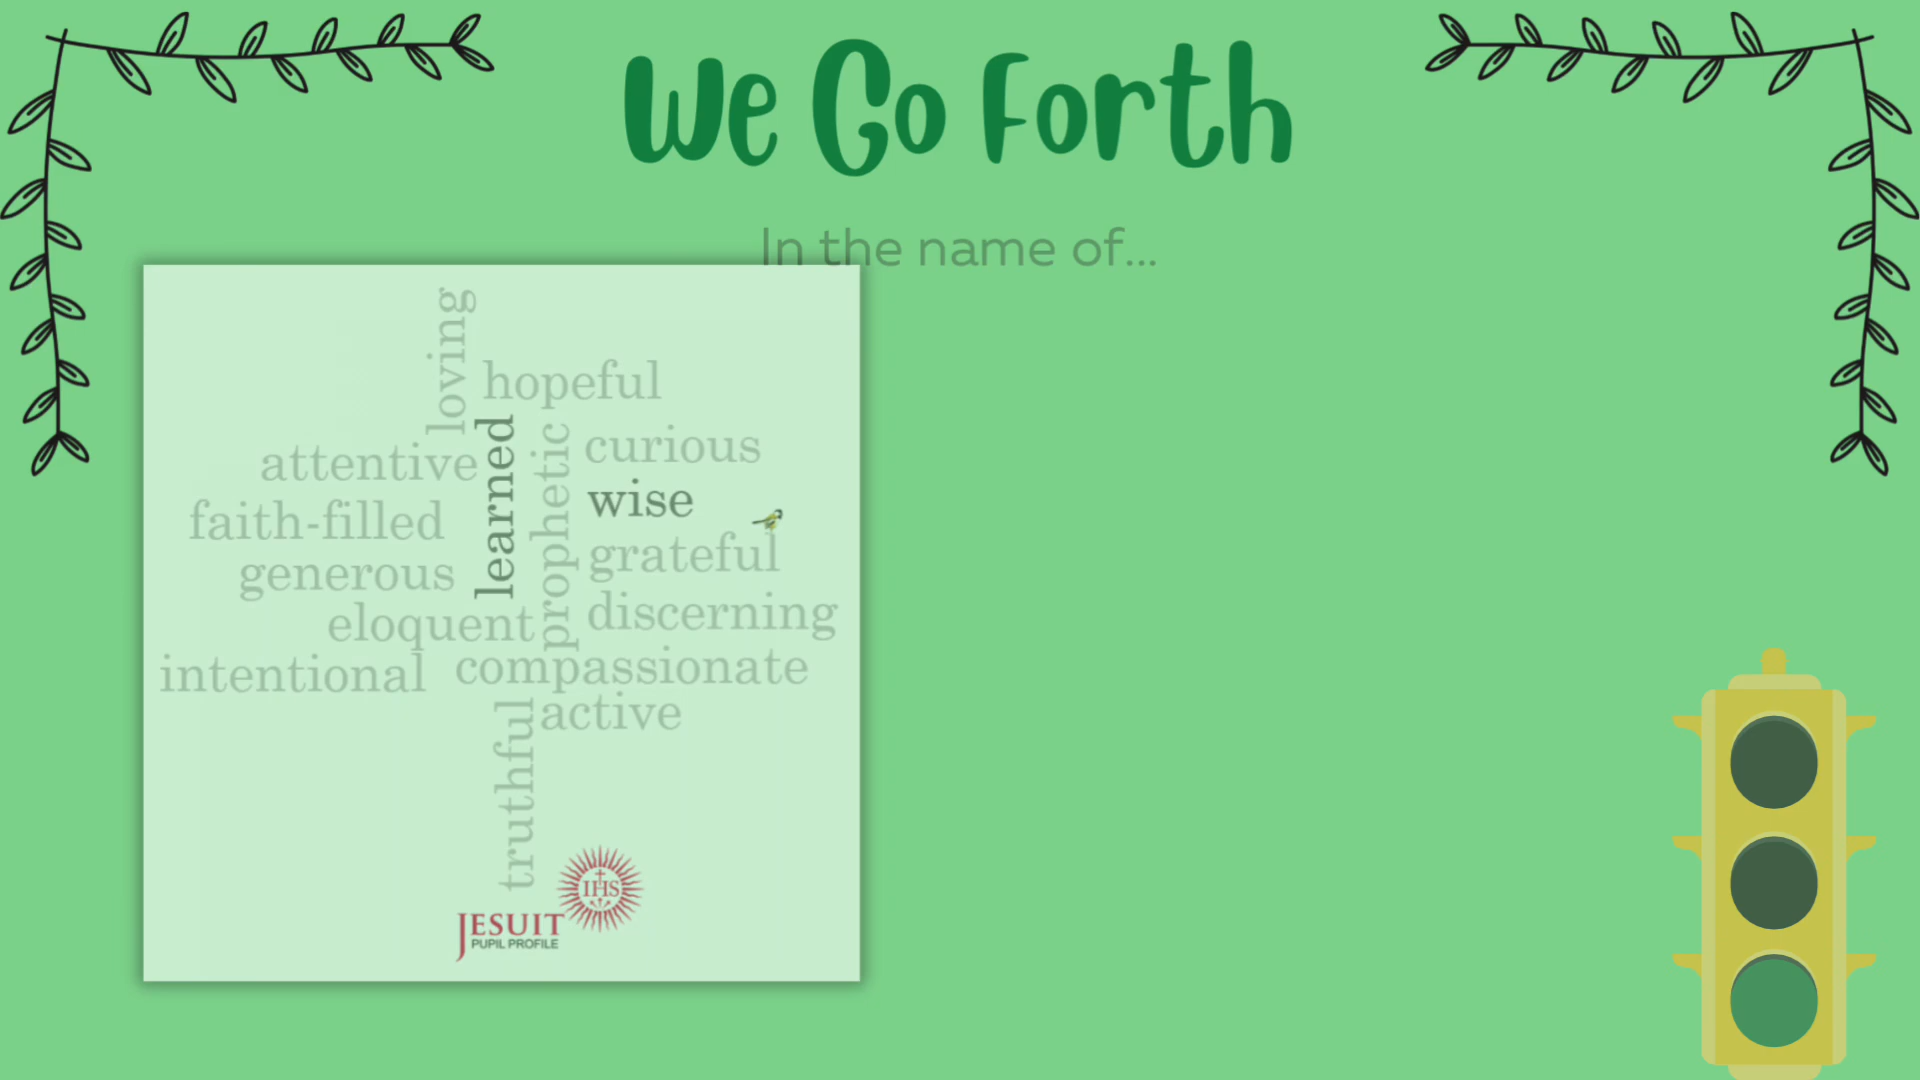 We Go Forth
In the name of...
loving
hopeful
learned
prophetic
curious
attentive
wise
faith-filled
grateful
generous
discerning
eloquent
compassionate
intentional
active
truthful
IHS
JESUIT
PUPIL PROFILE